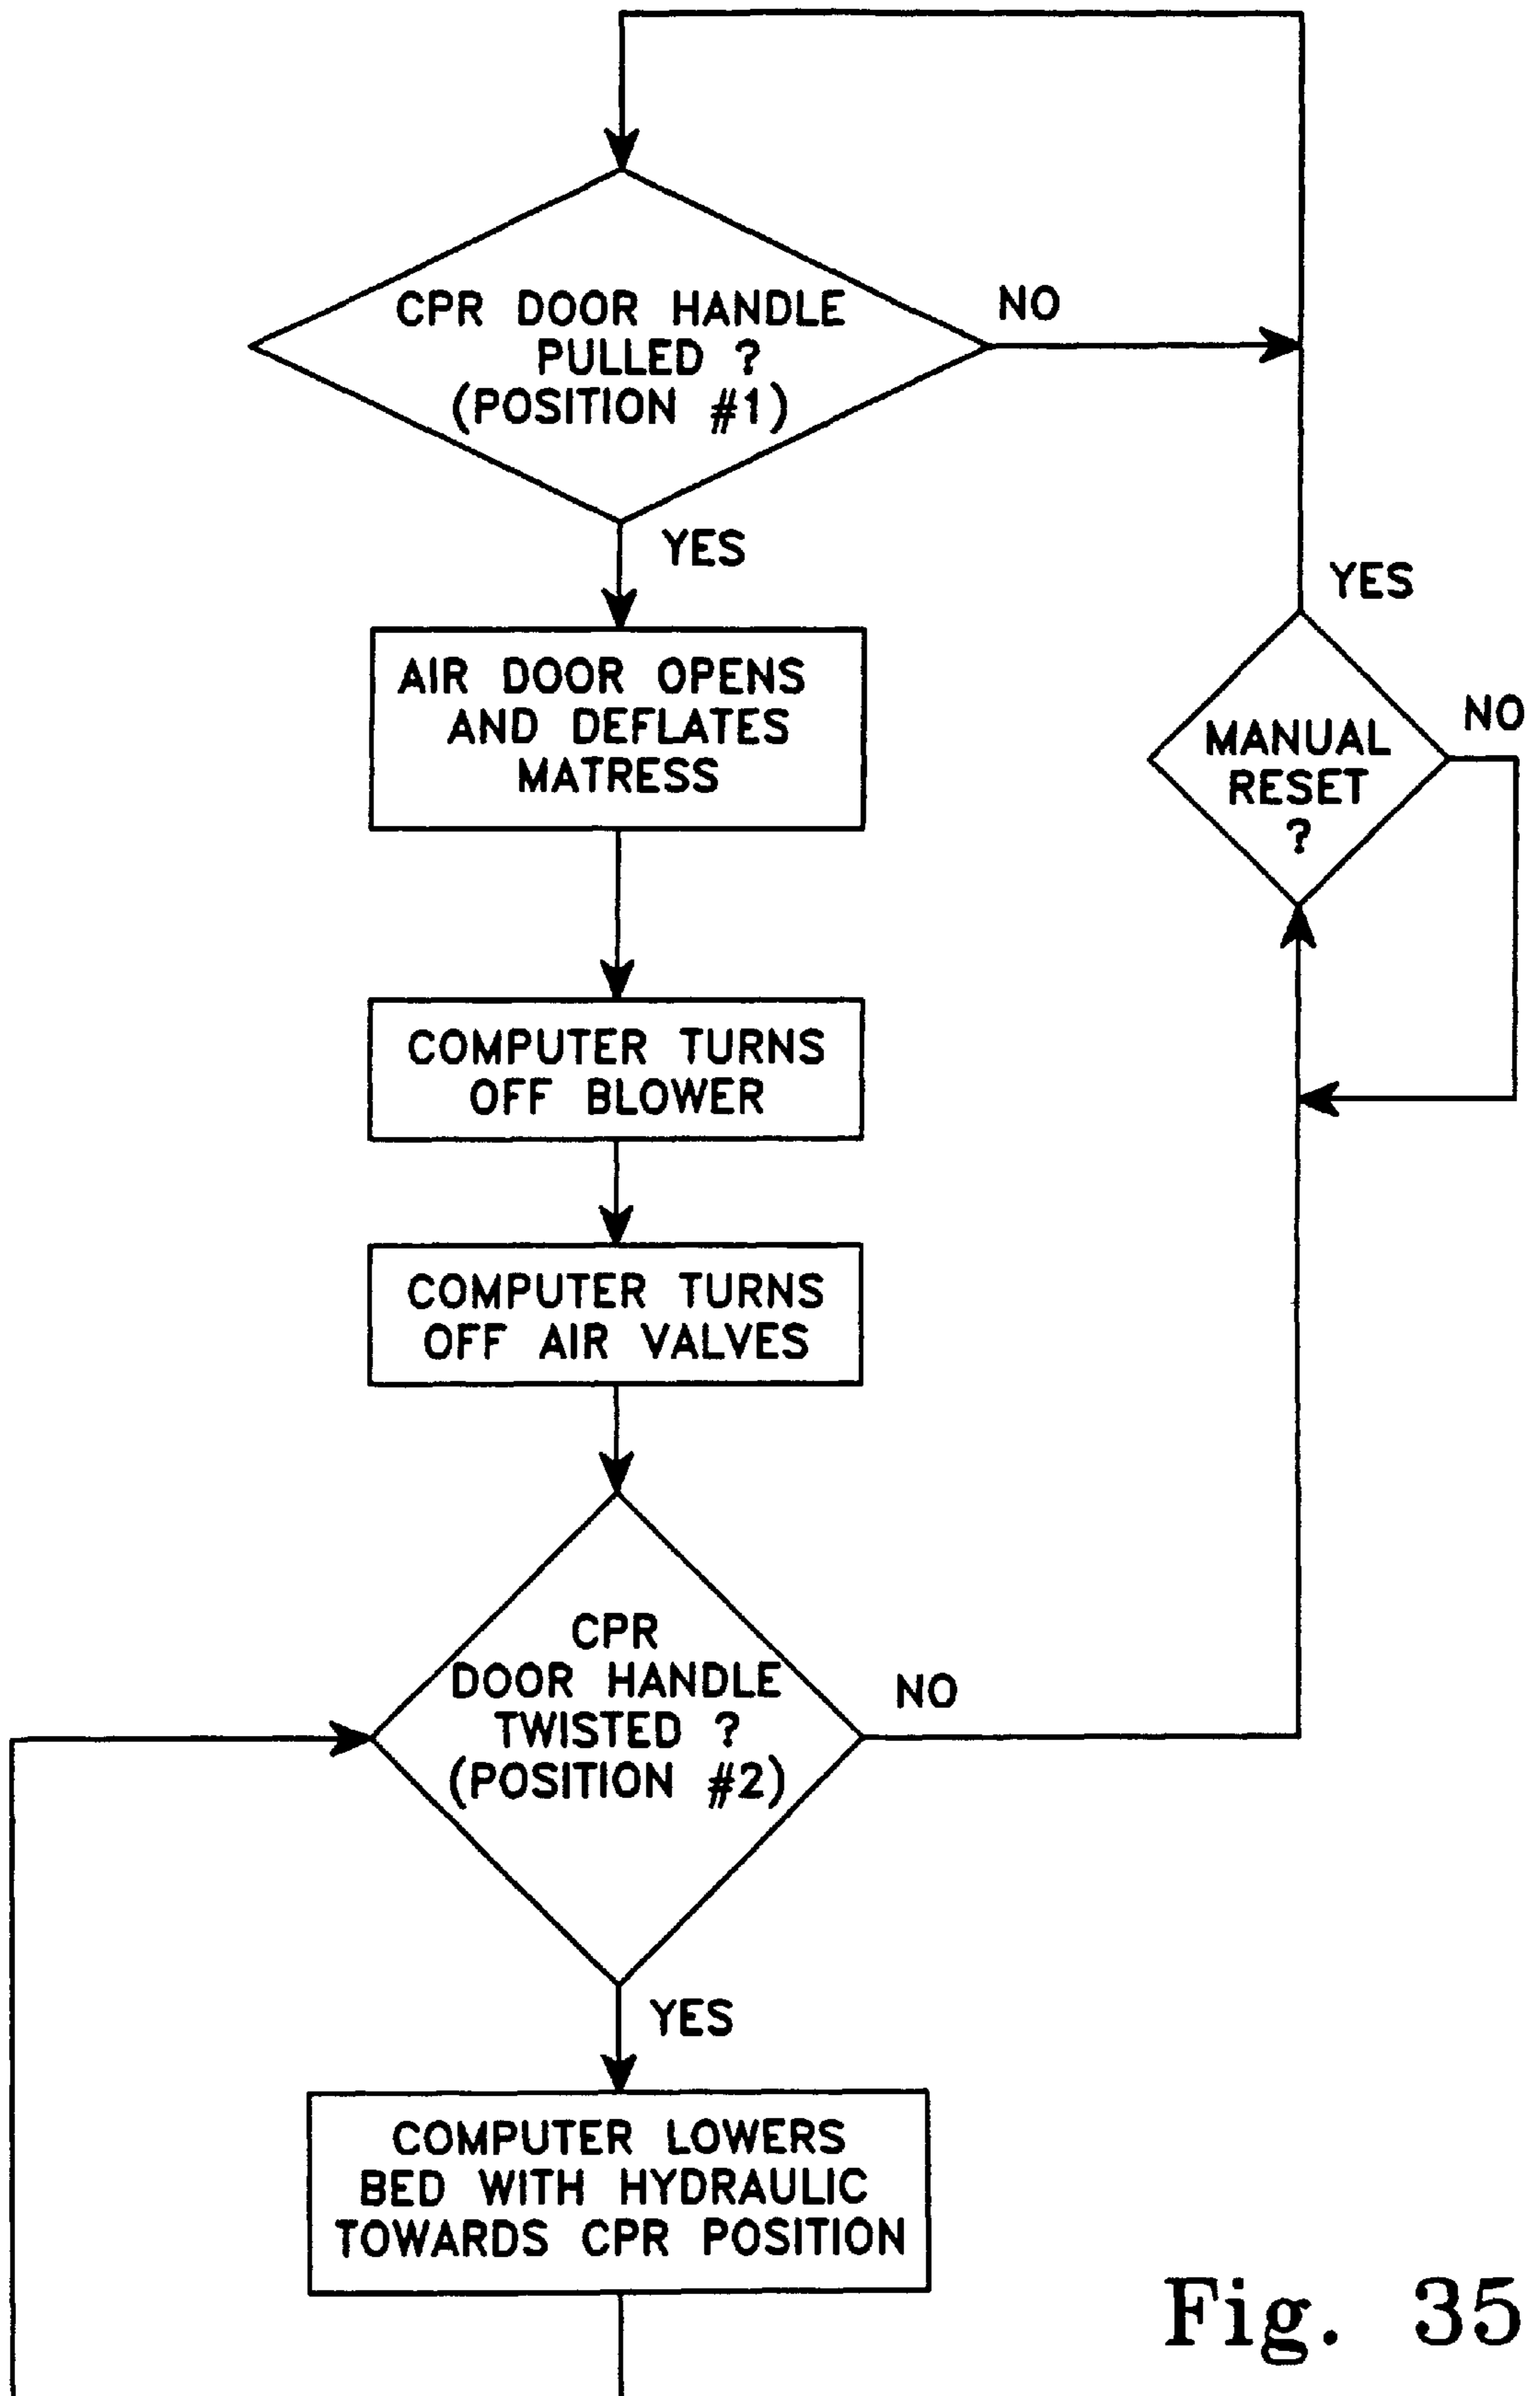 CPR DOOR HANDLE
PULLED ?
(POSITION #1)
NO
YES
AIR DOOR OPENS
AND DEFLATES
MATRESS
YES
MANUAL
RESET
?
NO
COMPUTER TURNS
OFF BLOWER
COMPUTER TURNS
OFF AIR VALVES
CPR
DOOR HANDLE
TWISTED ?
(POSITION #2)
NO
YES
COMPUTER LOWERS
BED WITH HYDRAULIC
TOWARDS CPR POSITION
Fig. 35